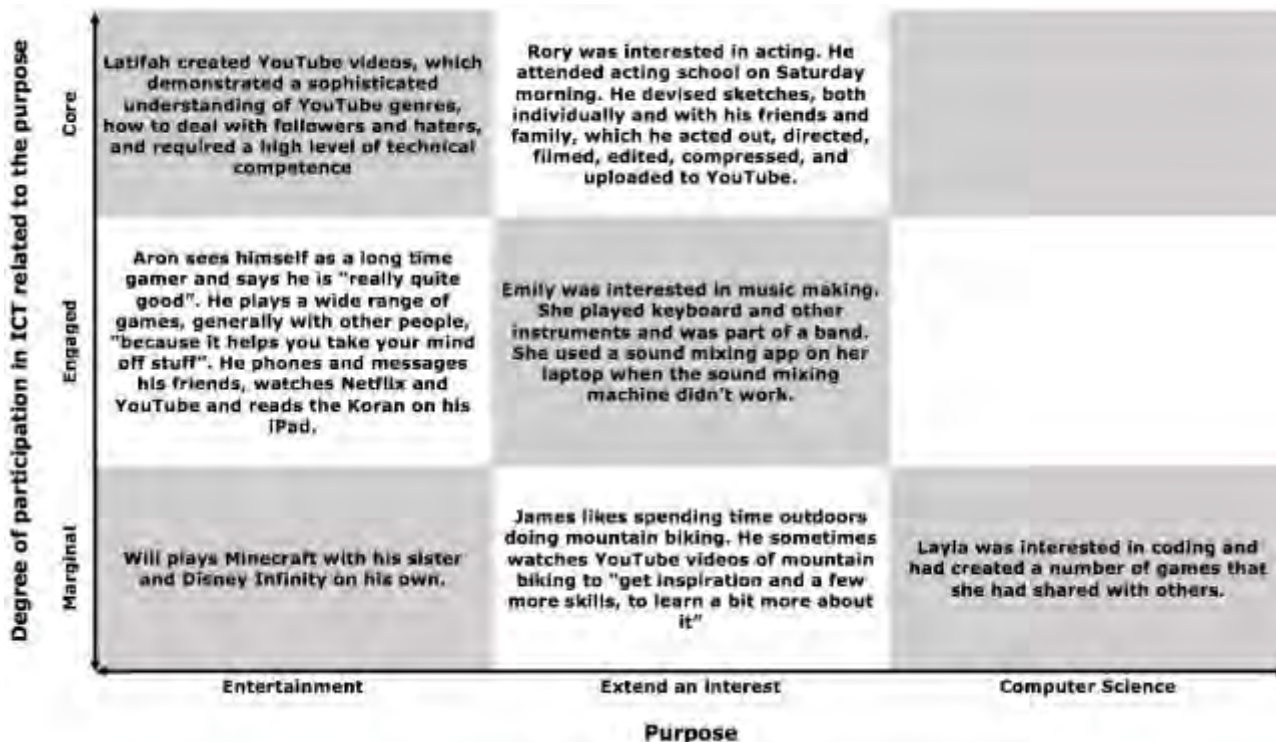 Degree of participation in ICT related to the purpose
Core
Latifah created YouTube videos, which
demonstrated a sophisticated
understanding of YouTube genres,
how to deal with followers and haters,
and required a high level of technical
competence
Rory was interested in acting. He
attended acting school on Saturday
morning. He devised sketches, both
individually and with his friends and
family, which he acted out, directed,
filmed, edited, compressed, and
uploaded to YouTube.
Engaged
Aron sees himself as a long time
gamer and says he is "really quite
good". He plays a wide range of
games, generally with other people,
"because it helps you take your mind
off stuff". He phones and messages
his friends, watches Netflix and
YouTube and reads the Koran on his
iPad.
Emily was interested in music making.
She played keyboard and other
instruments and was part of a band.
She used a sound mixing app on her
laptop when the sound mixing
machine didn't work.
Marginal
Will plays Minecraft with his sister
and Disney Infinity on his own.
James likes spending time outdoors
doing mountain biking. He sometimes
watches YouTube videos of mountain
biking to "get inspiration and a few
more skills, to learn a bit more about
it"
Layla was interested in coding and
had created a number of games that
she had shared with others.
Entertainment
Extend an interest
Computer Science
Purpose